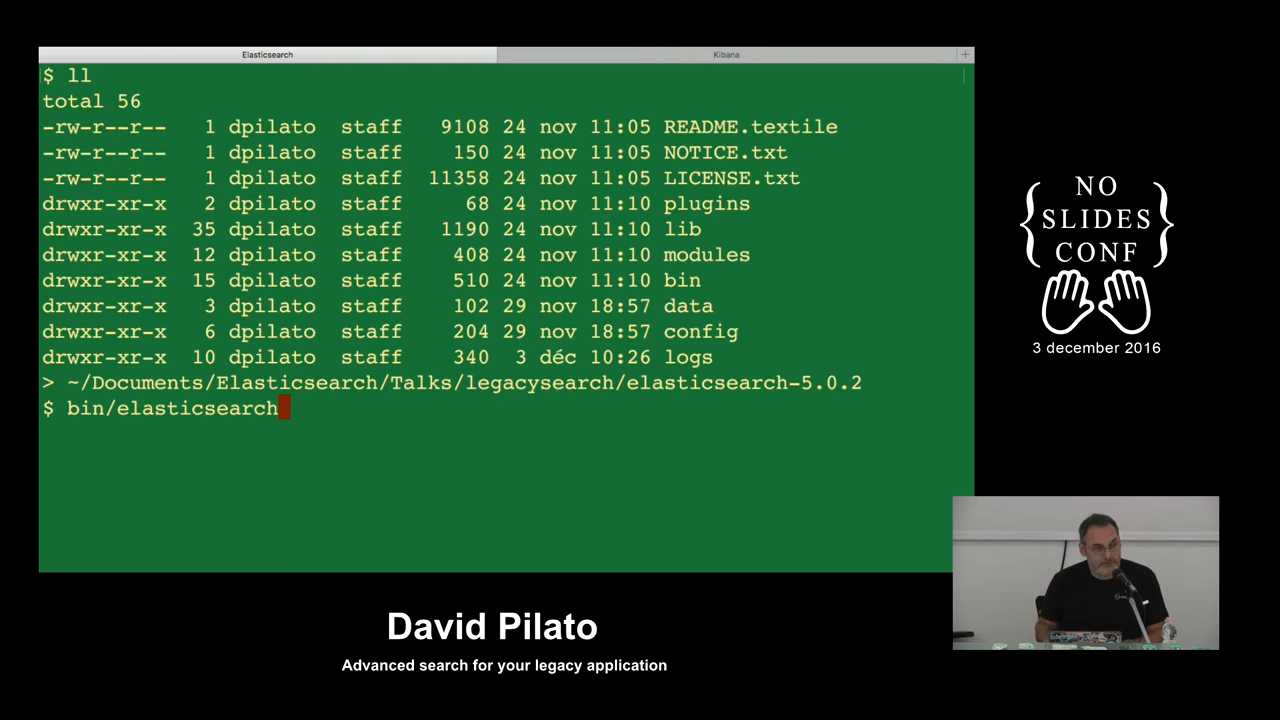 Elasticsearch
Kibana
+
$ ll
total 56
-rw-r--r-- 1 dpilato staff 9108 24 nov 11:05 README.textile
-rw-r--r-- 1 dpilato staff 150 24 nov 11:05 NOTICE.txt
-rw-r--r-- 1 dpilato staff 11358 24 nov 11:05 LICENSE.txt
drwxr-xr-x 2 dpilato staff 68 24 nov 11:10 plugins
drwxr-xr-x 35 dpilato staff 1190 24 nov 11:10 lib
drwxr-xr-x 12 dpilato staff 408 24 nov 11:10 modules
drwxr-xr-x 15 dpilato staff 510 24 nov 11:10 bin
drwxr-xr-x 3 dpilato staff 102 29 nov 18:57 data
drwxr-xr-x 6 dpilato staff 204 29 nov 18:57 config
drwxr-xr-x 10 dpilato staff 340 3 déc 10:26 logs
> ~/Documents/Elasticsearch/Talks/legacysearch/elasticsearch-5.0.2
$ bin/elasticsearch
NO
SLIDES
CONF
3 december 2016
David Pilato
Advanced search for your legacy application